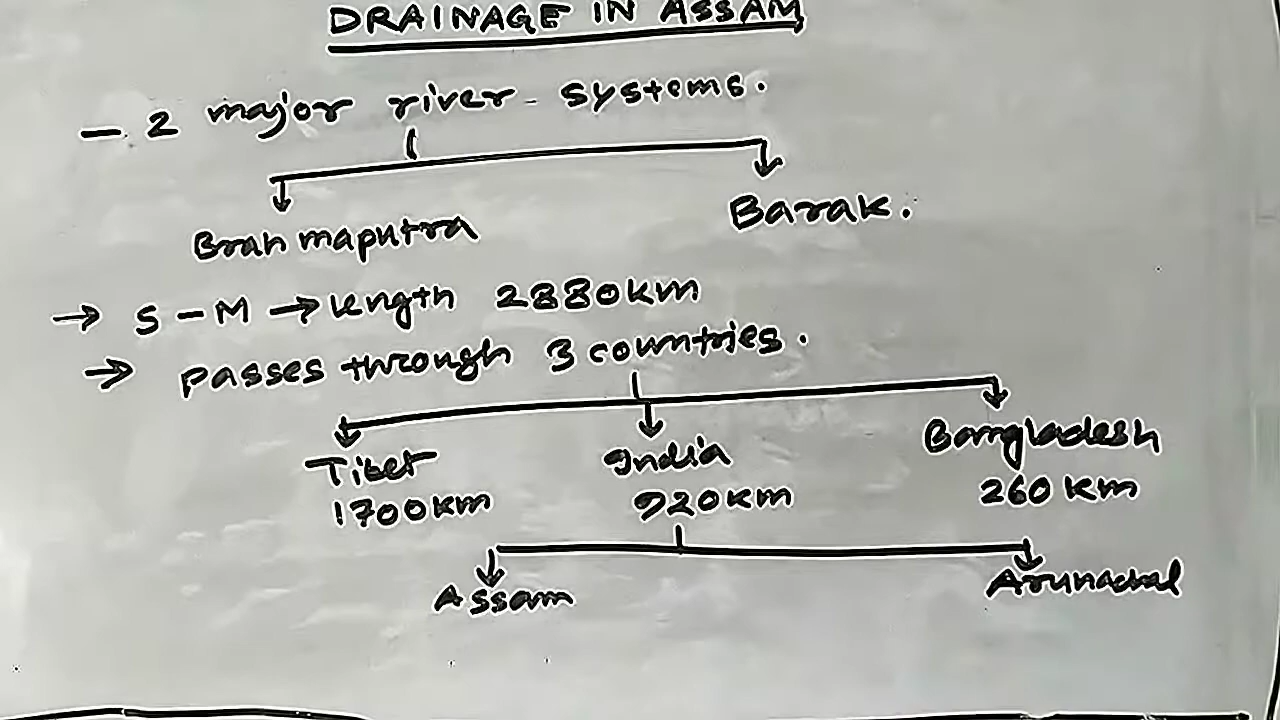 DRAINAGE IN ASSAM
- 2 major river systems.
Brahmaputra Barak.
→ S-M → length 2880km
→ passes through 3 countries.
Tibet India Bangladesh
1700km 920km 260 km
Assam Arunachal